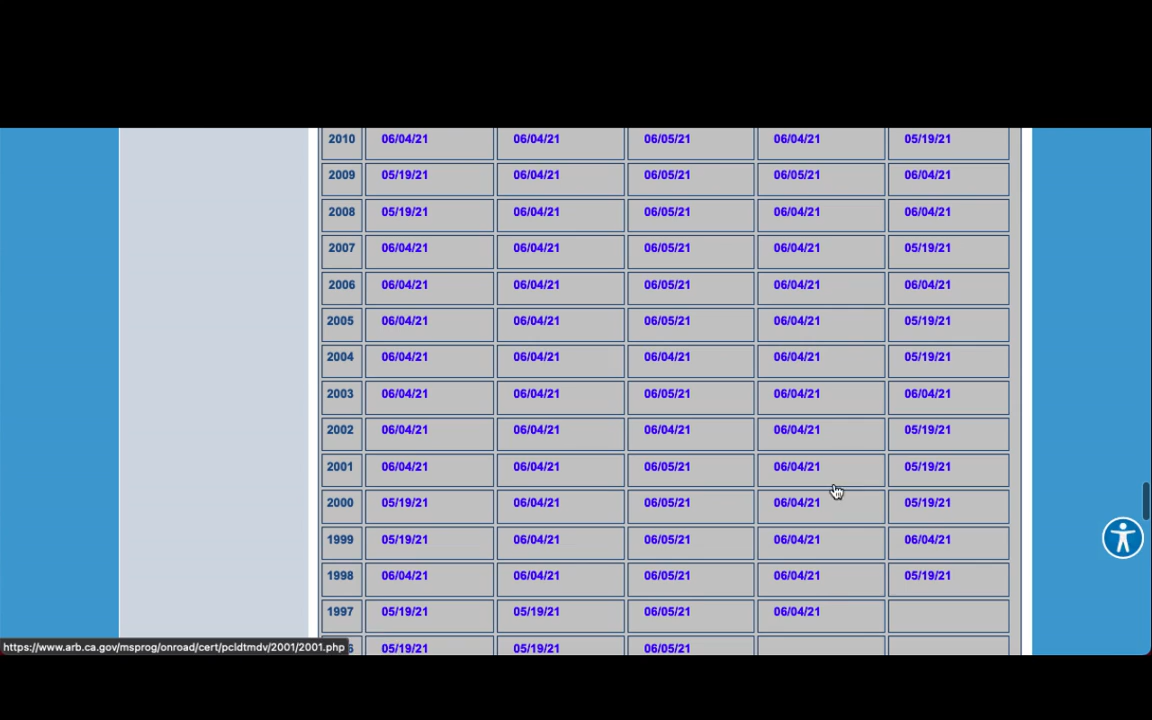 2010 06/04/21 06/04/21 06/05/21 06/04/21 05/19/21
2009 05/19/21 06/04/21 06/05/21 06/05/21 06/04/21
2008 05/19/21 06/04/21 06/05/21 06/04/21 06/04/21
2007 06/04/21 06/04/21 06/05/21 06/04/21 05/19/21
2006 06/04/21 06/04/21 06/05/21 06/04/21 06/04/21
2005 06/04/21 06/04/21 06/05/21 06/04/21 05/19/21
2004 06/04/21 06/04/21 06/04/21 06/04/21 05/19/21
2003 06/04/21 06/04/21 06/05/21 06/04/21 06/04/21
2002 06/04/21 06/04/21 06/04/21 06/04/21 05/19/21
2001 06/04/21 06/04/21 06/05/21 06/04/21 05/19/21
2000 05/19/21 06/04/21 06/05/21 06/04/21 05/19/21
1999 05/19/21 06/04/21 06/05/21 06/04/21 06/04/21
1998 06/04/21 06/04/21 06/05/21 06/04/21 05/19/21
1997 05/19/21 05/19/21 06/05/21 06/04/21
05/19/21 05/19/21 06/05/21
https://www.arb.ca.gov/msprog/onroad/cert/pcldtmdv/2001/2001.php